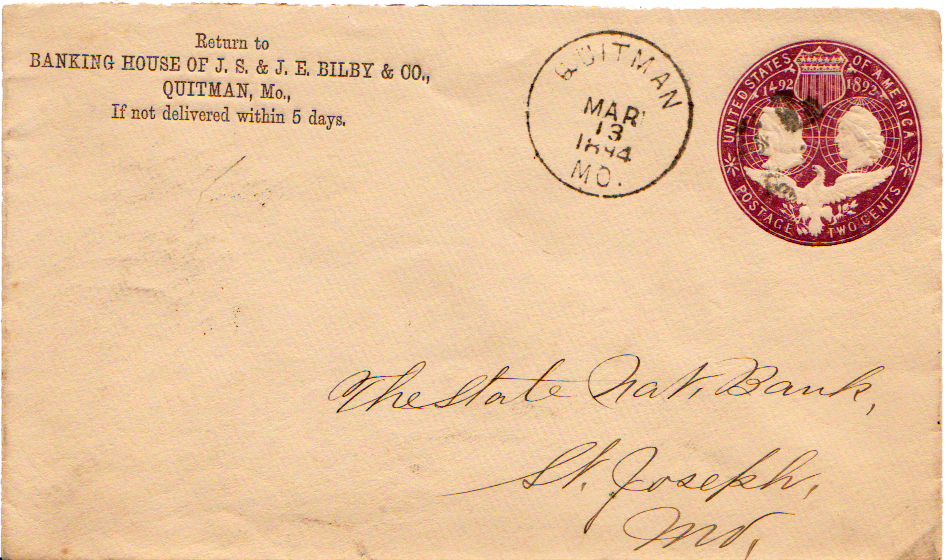 Return to
BANKING HOUSE OF J. S. & J. E. BILBY & CO.,
QUITMAN, Mo.,
If not delivered within 5 days.
QUITMAN
MAR
13
1894
MO.
UNITED STATES OF AMERICA
1492 1892
POSTAGE TWO CENTS.
The State Nat. Bank,
St. Joseph,
Mo.